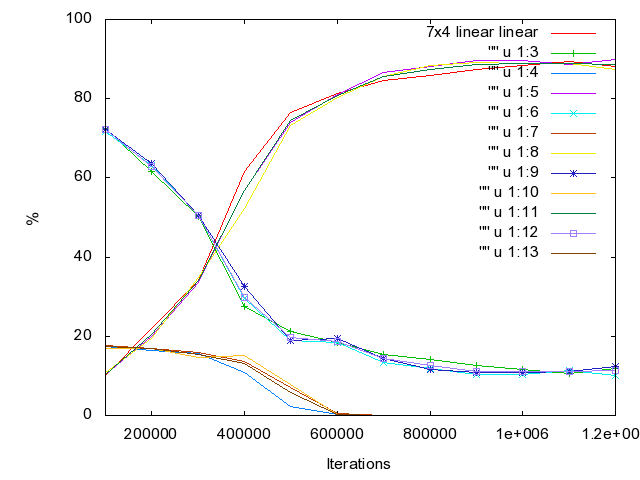 100
80
60
40
20
0
%
200000 400000 600000 800000 1e+006 1.2e+00
Iterations
7x4 linear linear
"" u 1:3
"" u 1:4
"" u 1:5
"" u 1:6
"" u 1:7
"" u 1:8
"" u 1:9
"" u 1:10
"" u 1:11
"" u 1:12
"" u 1:13